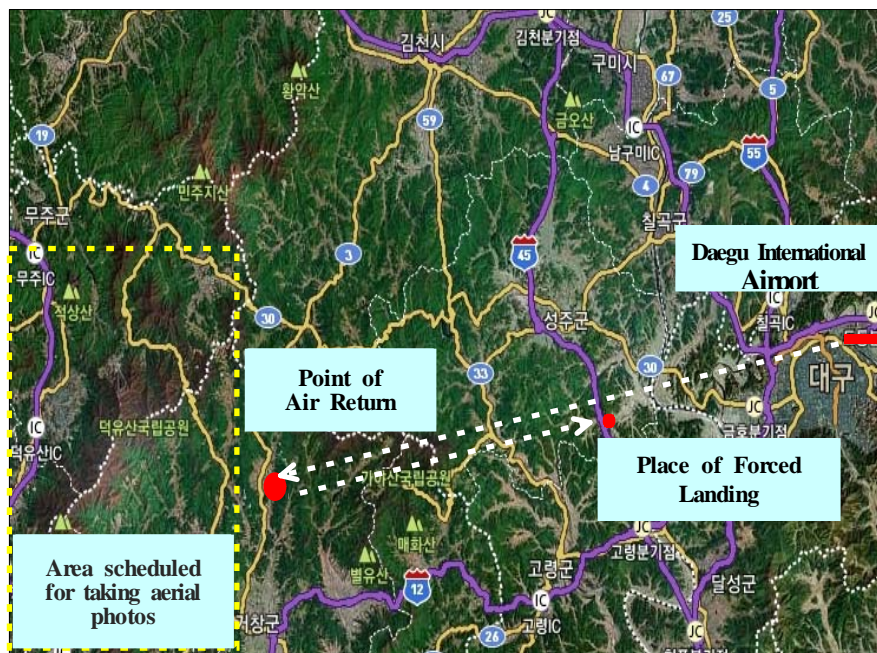 김천시
JC
김천분기점
25
구미시
67
5
황악산
59
금오산
IC
남구미IC
55
19
민주지산
79
4
무주군
칠곡군
IC
무주IC
3
45
Daegu International
Airport
적상산
IC
칠곡IC
JC
30
성주군
대구
Point of
Air Return
33
30
IC
덕유산IC
덕유산국립공원
JC
금호분기점
가야산국립공원
Place of Forced
Landing
매화산
별유산
JC
고령분기점
고령군
달성군
Area scheduled
for taking aerial
photos
12
IC
고령IC
거창군
26
JC